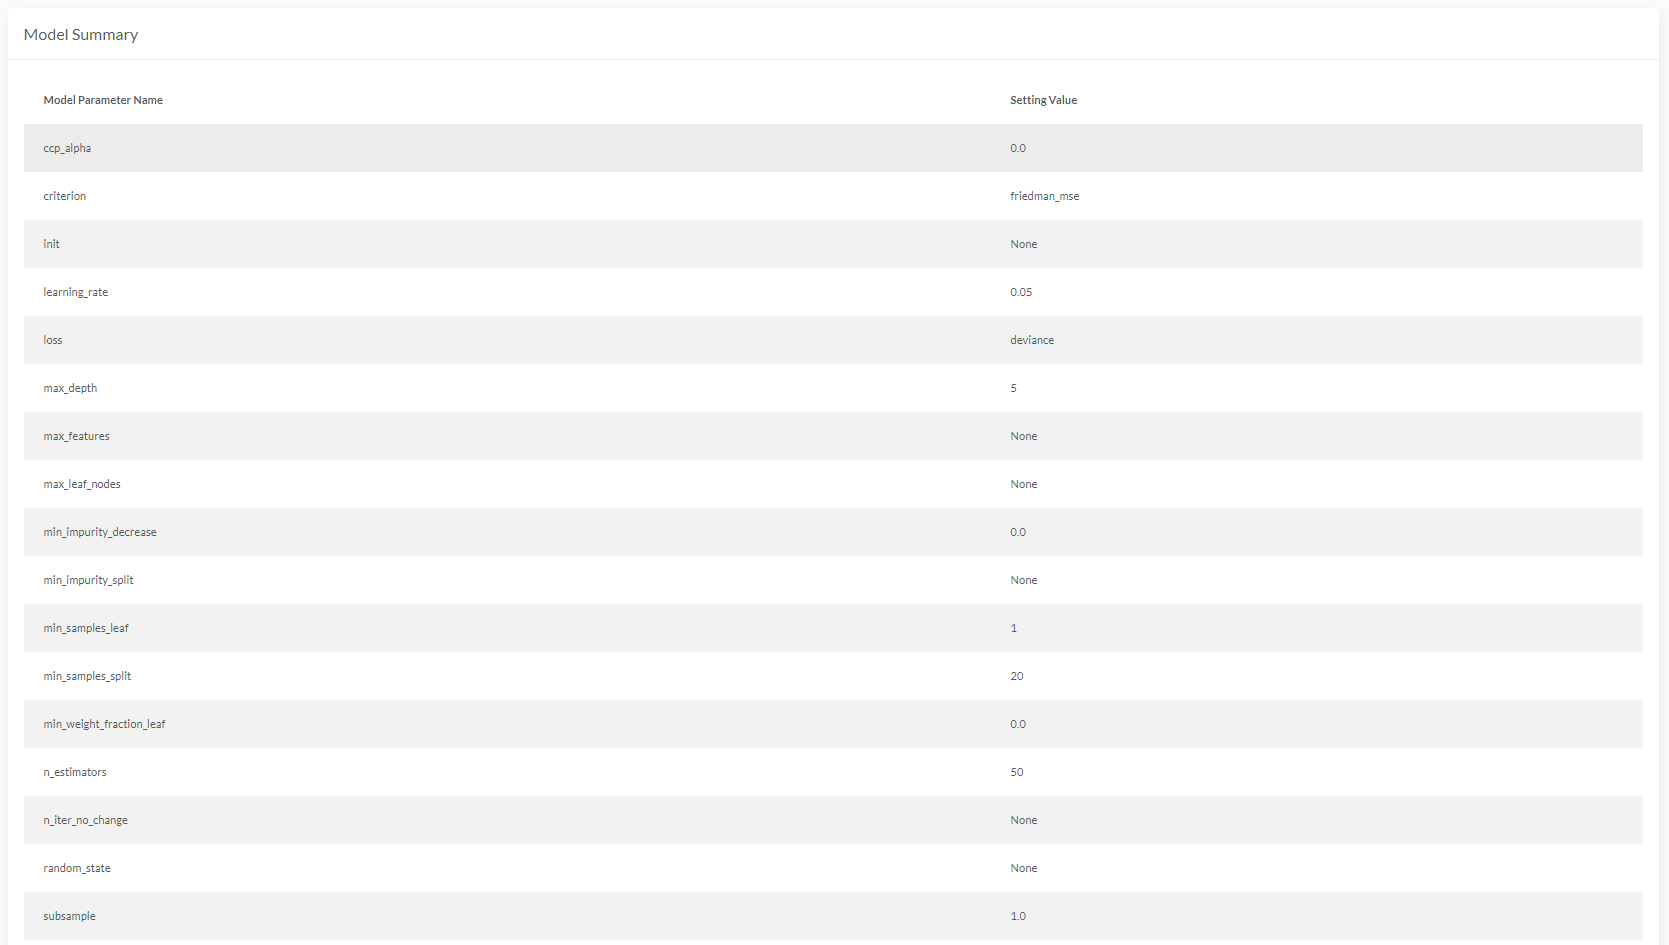 Model Summary
Model Parameter Name Setting Value
ccp_alpha 0.0
criterion friedman_mse
init None
learning_rate 0.05
loss deviance
max_depth 5
max_features None
max_leaf_nodes None
min_impurity_decrease 0.0
min_impurity_split None
min_samples_leaf 1
min_samples_split 20
min_weight_fraction_leaf 0.0
n_estimators 50
n_iter_no_change None
random_state None
subsample 1.0